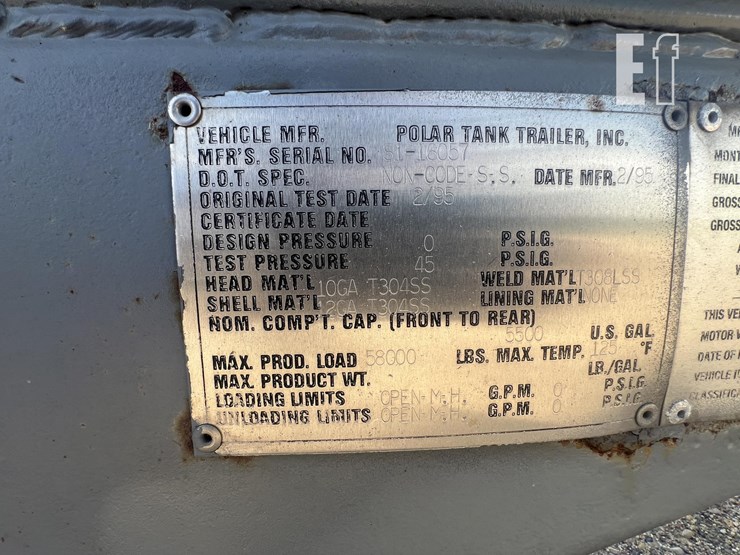 Ef
VEHICLE MFR. POLAR TANK TRAILER, INC.
MFR'S. SERIAL NO.
D.O.T. SPEC. NON-CODE-S.S. DATE MFR. 2/95
ORIGINAL TEST DATE 2/95
CERTIFICATE DATE
DESIGN PRESSURE 0 P.S.I.G.
TEST PRESSURE 45 P.S.I.G.
HEAD MAT'L 10GA T304SS WELD MAT'L T308LSS
SHELL MAT'L T304SS LINING MAT'L NONE
NOM. COMP'T. CAP. (FRONT TO REAR)
5500 U.S. GAL.
MAX. PROD. LOAD 58000 LBS. MAX. TEMP. 125 °F
MAX. PRODUCT WT. LB./GAL.
LOADING LIMITS OPEN M.H. G.P.M. 0 P.S.I.G.
UNLOADING LIMITS OPEN M.H. G.P.M. 0 P.S.I.G.
MONT
FINAL
GROSS
GROSS
THIS VE
MOTOR V
DATE OF
VEHICLE
CLASSIFICA